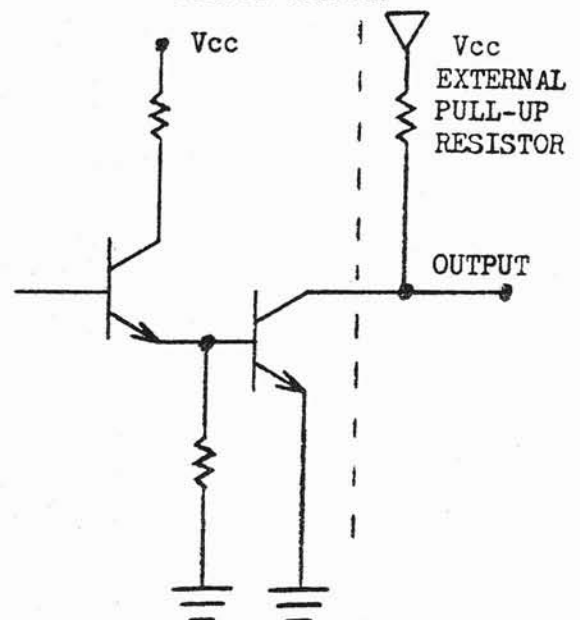 Vcc
Vcc
EXTERNAL
PULL-UP
RESISTOR
OUTPUT